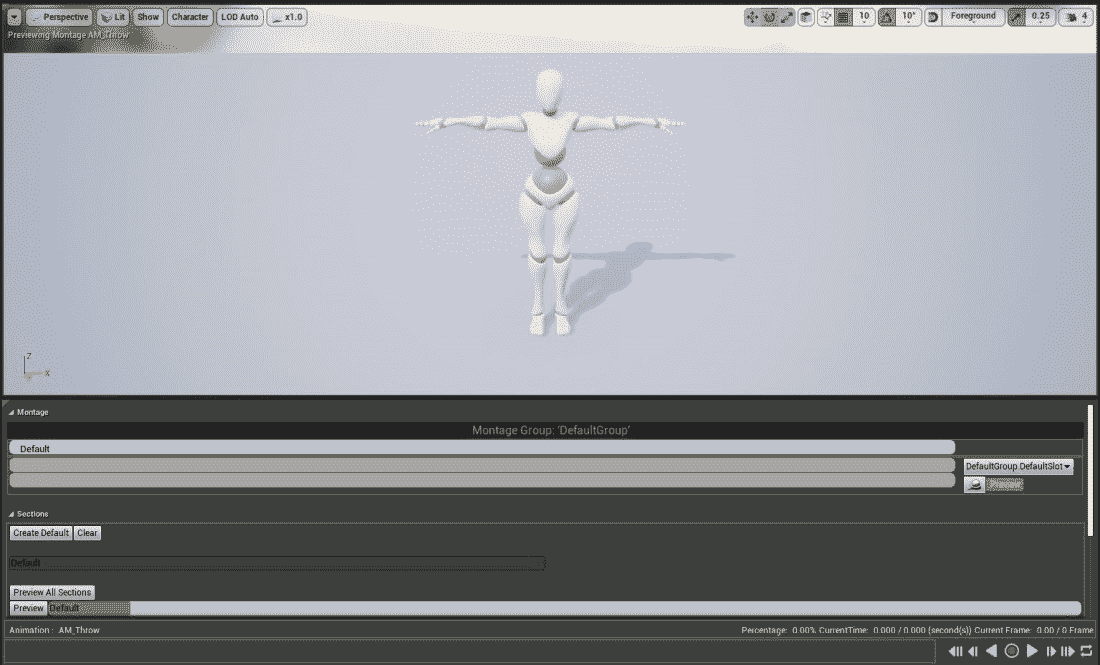 Perspective Lit Show Character LOD Auto x1.0 10 10° Foreground 0.25 4
Previewing Montage AM_Throw
Z
X
Montage
Montage Group: 'DefaultGroup'
Default
DefaultGroup.DefaultSlot
Sections
Create Default Clear
Default
Preview All Sections
Preview Default
Animation : AM_Throw Percentage: 0.00% CurrentTime: 0.000 / 0.000 (second(s)) Current Frame: 0.00 / 0 Frame